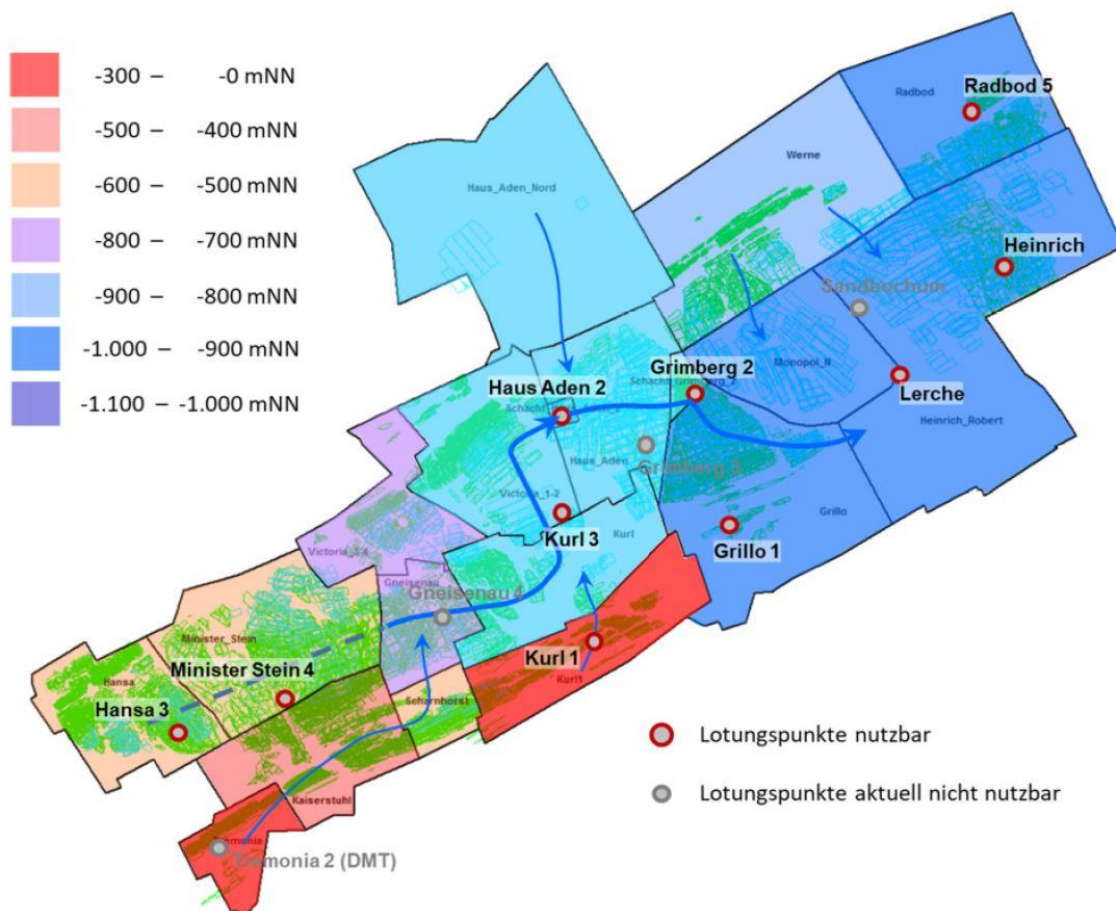 -300 – -0 mNN
-500 – -400 mNN
-600 – -500 mNN
-800 – -700 mNN
-900 – -800 mNN
-1.000 – -900 mNN
-1.100 – -1.000 mNN
Radbod
Radbod 5
Werne
Haus_Aden_Nord
Heinrich
Sandbochum
Grimberg 2
Monopol_N
Haus Aden 2
Lerche
Heinrich_Robert
Haus_Aden
Grimberg 3
Victoria_1-2
Kurl 3
Kurl
Grillo
Grillo 1
Gneisenau
Gneisenau 4
Minister_Stein
Minister Stein 4
Kurl 1
Kurl1
Hansa
Hansa 3
Scharnhorst
Kaiserstuhl
Tremonia 2 (DMT)
Lotungspunkte nutzbar
Lotungspunkte aktuell nicht nutzbar